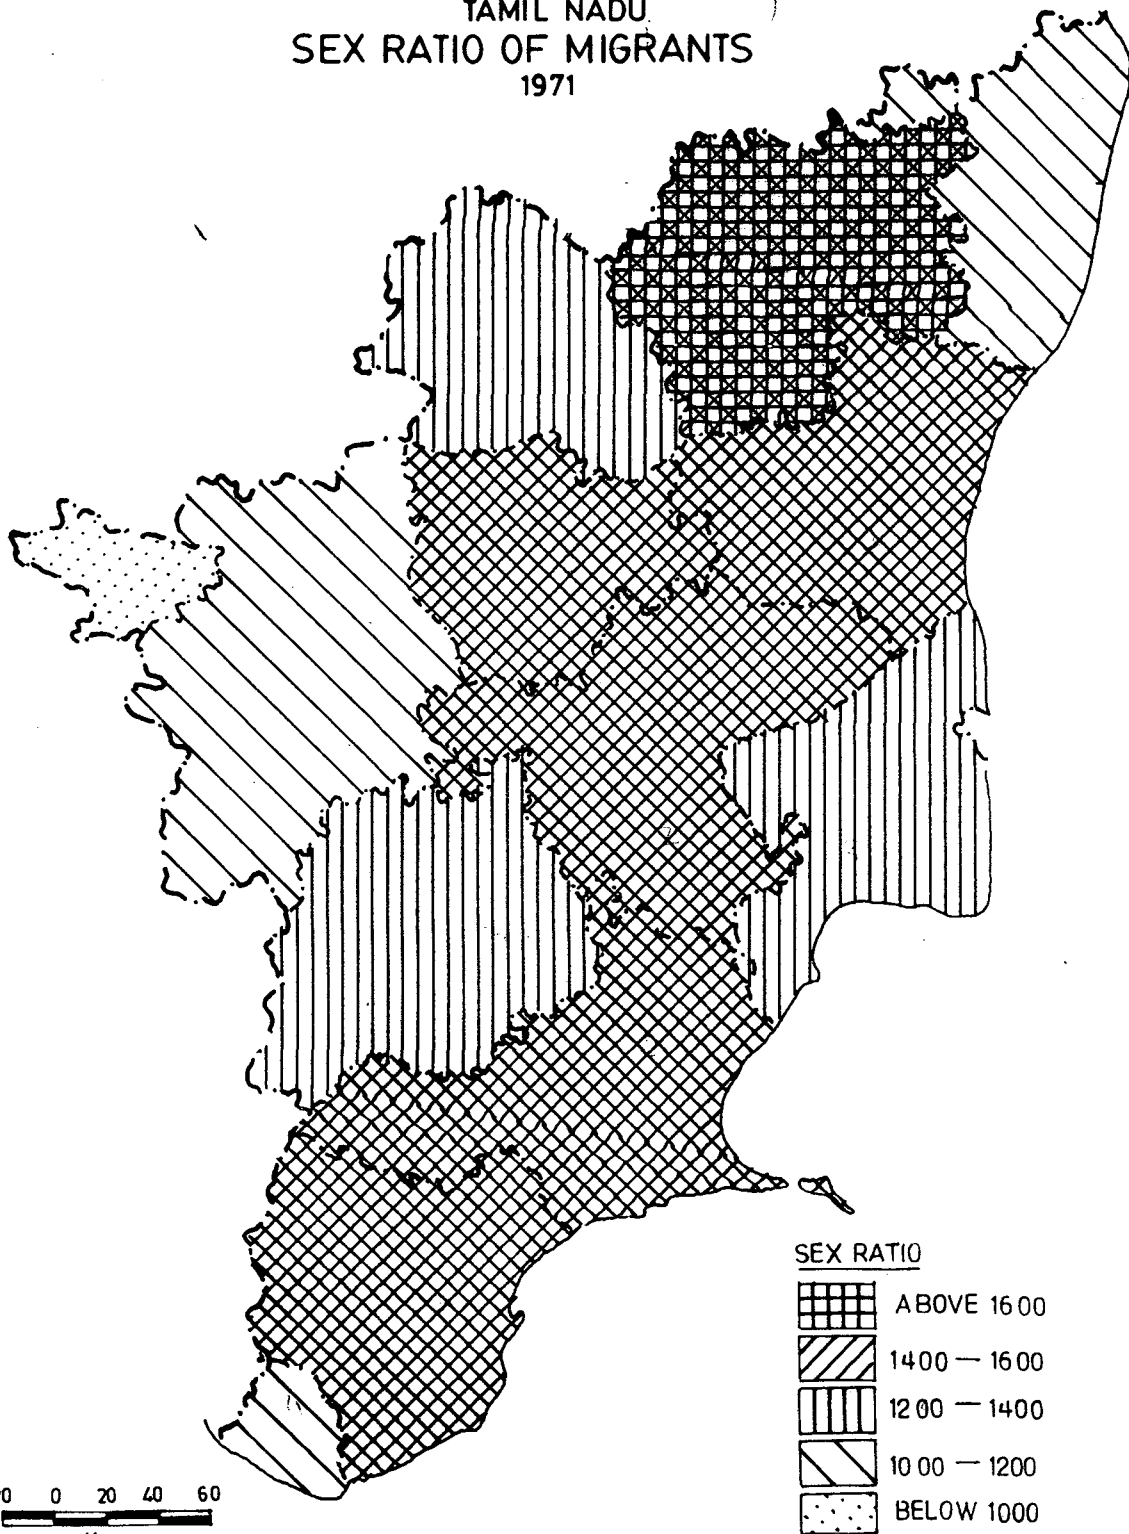 TAMIL NADU
SEX RATIO OF MIGRANTS
1971
SEX RATIO
ABOVE 1600
1400 — 1600
1200 — 1400
1000 — 1200
BELOW 1000
0 20 40 60